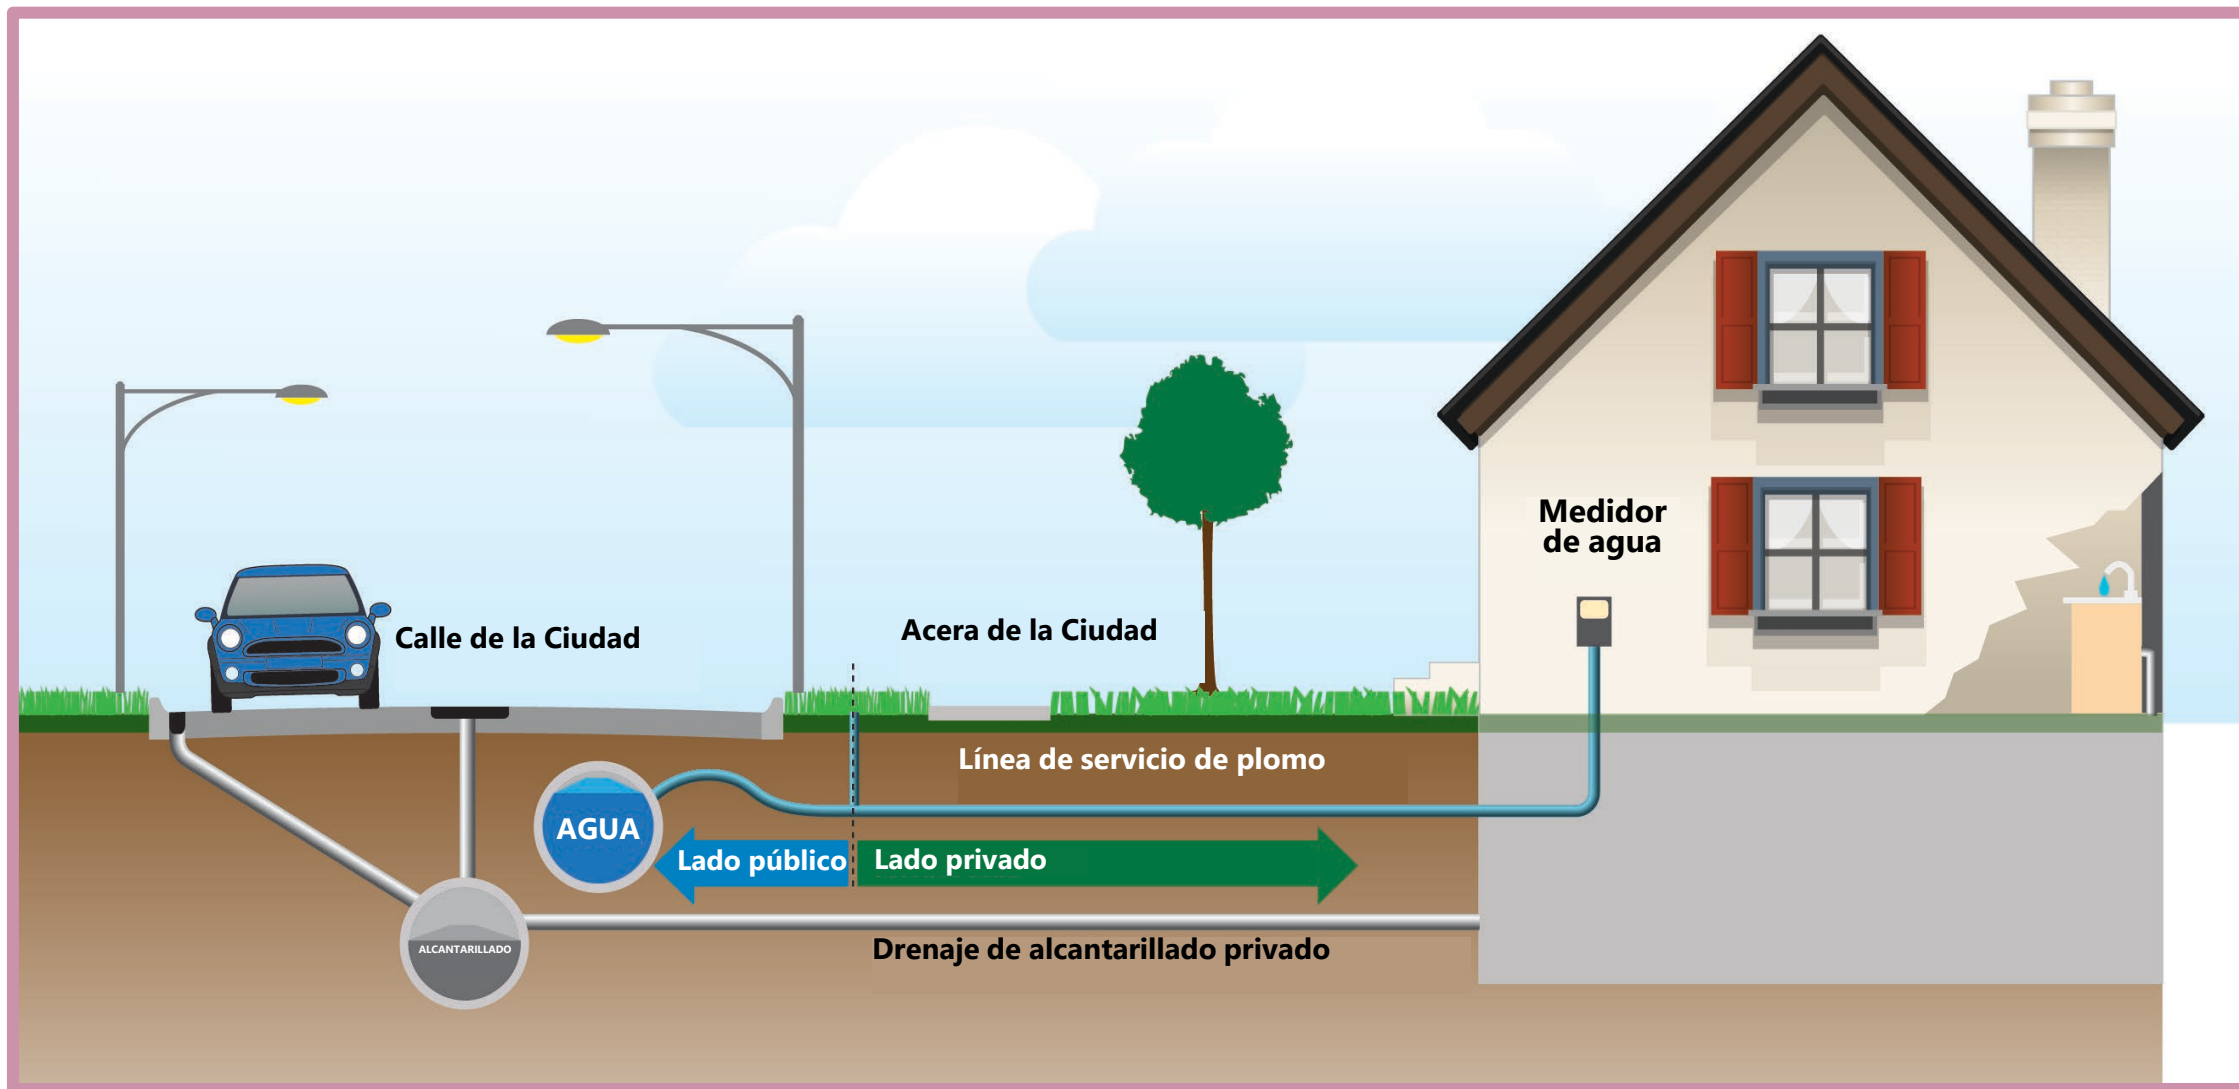 Medidor
de agua
Calle de la Ciudad
Acera de la Ciudad
Línea de servicio de plomo
AGUA
Lado público
Lado privado
ALCANTARILLADO
Drenaje de alcantarillado privado